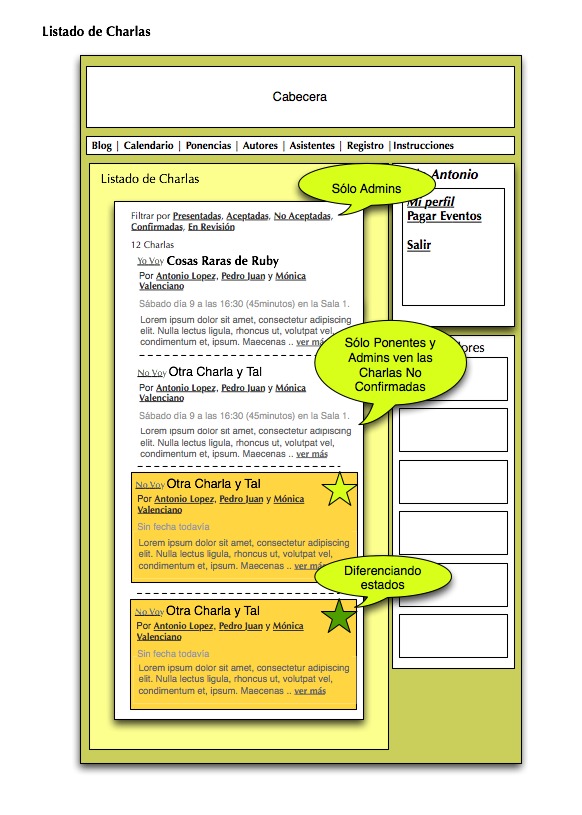 Listado de Charlas
Cabecera
Blog | Calendario | Ponencias | Autores | Asistentes | Registro | Instrucciones
Listado de Charlas
Sólo Admins
Antonio
Mi perfil
Pagar Eventos
Salir
Filtrar por Presentadas, Aceptadas, No Aceptadas,
Confirmadas, En Revisión
12 Charlas
Yo Voy Cosas Raras de Ruby
Por Antonio Lopez, Pedro Juan y Mónica
Valenciano
Sábado día 9 a las 16:30 (45minutos) en la Sala 1.
Lorem ipsum dolor sit amet, consectetur adipiscing
elit. Nulla lectus ligula, rhoncus ut, volutpat vel,
condimentum et, ipsum. Maecenas .. ver
Sólo Ponentes y
Admins ven las
Charlas No
Confirmadas
No Voy Otra Charla y Tal
Por Antonio Lopez, Pedro Juan y Mónica
Valenciano
Sábado día 9 a las 16:30 (45minutos) en la Sala 1.
Lorem ipsum dolor sit amet, consectetur adipiscing
elit. Nulla lectus ligula, rhoncus ut, volutpat vel,
condimentum et, ipsum. Maecenas .. ver más
No Voy Otra Charla y Tal
Por Antonio Lopez, Pedro Juan y Mónica
Valenciano
Sin fecha todavía
Lorem ipsum dolor sit amet, consectetur adipiscing
elit. Nulla lectus ligula, rhoncus ut, volutpat vel,
condimentum et, ipsum. Maecenas .. ver
Diferenciando
estados
No Voy Otra Charla y Tal
Por Antonio Lopez, Pedro Juan y Mónica
Valenciano
Sin fecha todavía
Lorem ipsum dolor sit amet, consectetur adipiscing
elit. Nulla lectus ligula, rhoncus ut, volutpat vel,
condimentum et, ipsum. Maecenas .. ver más